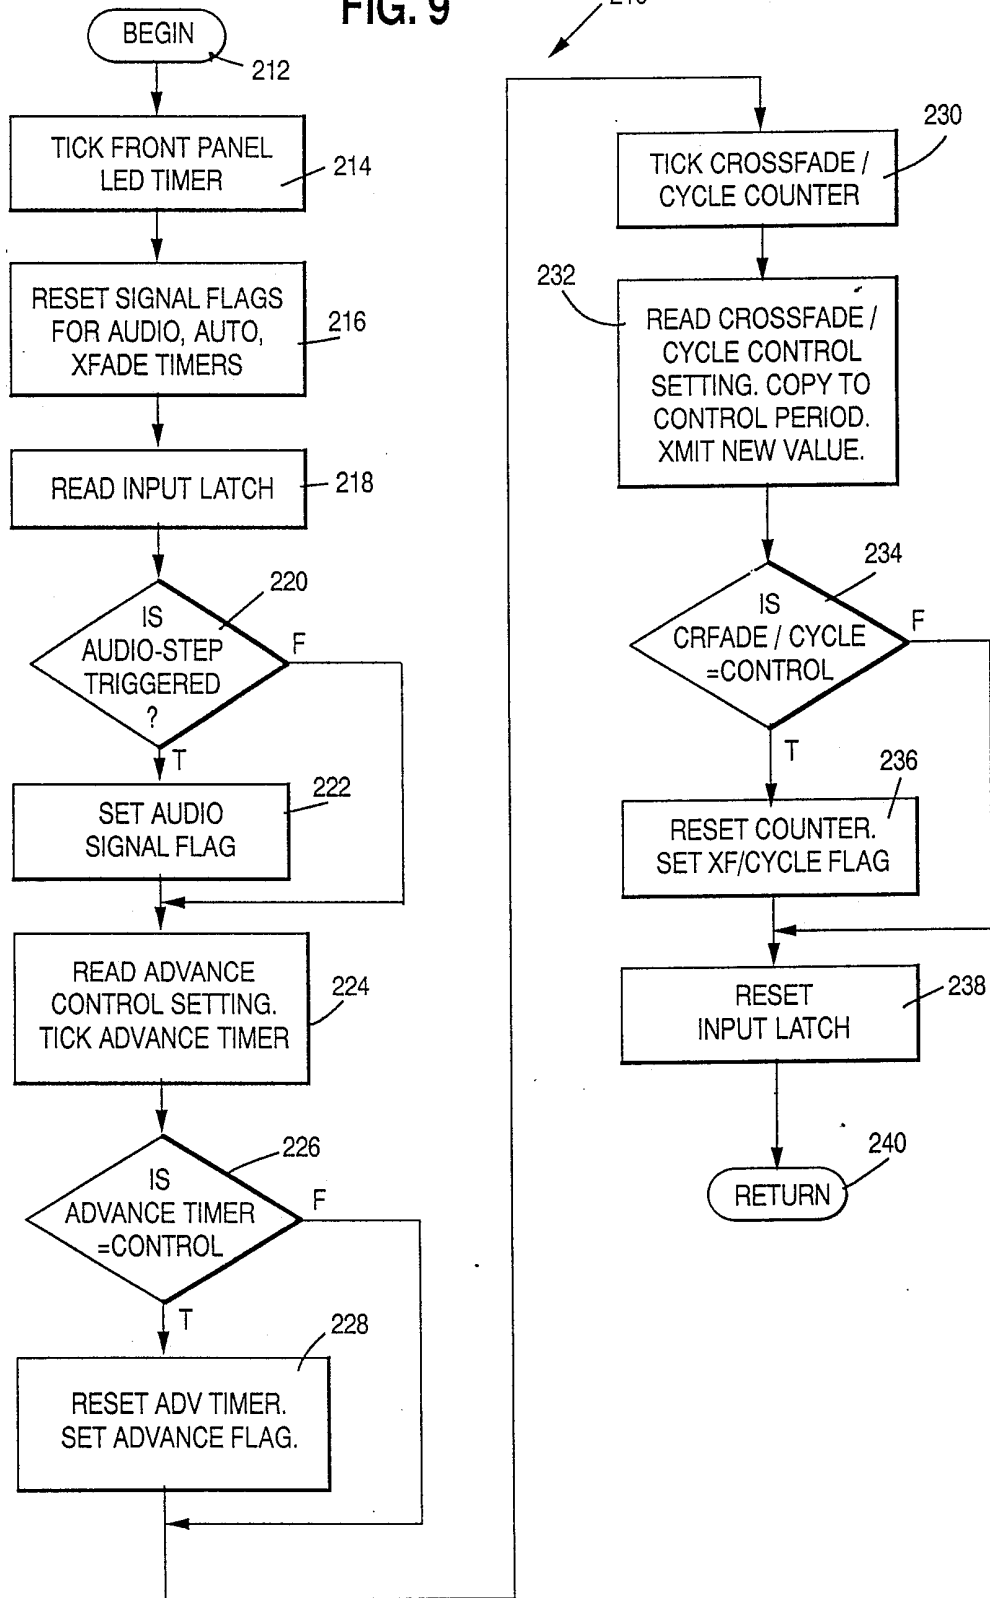 FIG. 9
BEGIN
212
TICK FRONT PANEL
LED TIMER
214
RESET SIGNAL FLAGS
FOR AUDIO, AUTO,
XFADE TIMERS
216
READ INPUT LATCH
218
220
IS
AUDIO-STEP
TRIGGERED
?
F
T
222
SET AUDIO
SIGNAL FLAG
READ ADVANCE
CONTROL SETTING.
TICK ADVANCE TIMER
224
226
IS
ADVANCE TIMER
=CONTROL
F
T
228
RESET ADV TIMER.
SET ADVANCE FLAG.
230
TICK CROSSFADE /
CYCLE COUNTER
232
READ CROSSFADE /
CYCLE CONTROL
SETTING. COPY TO
CONTROL PERIOD.
XMIT NEW VALUE.
234
IS
CRFADE / CYCLE
=CONTROL
F
T
236
RESET COUNTER.
SET XF/CYCLE FLAG
RESET
INPUT LATCH
238
240
RETURN